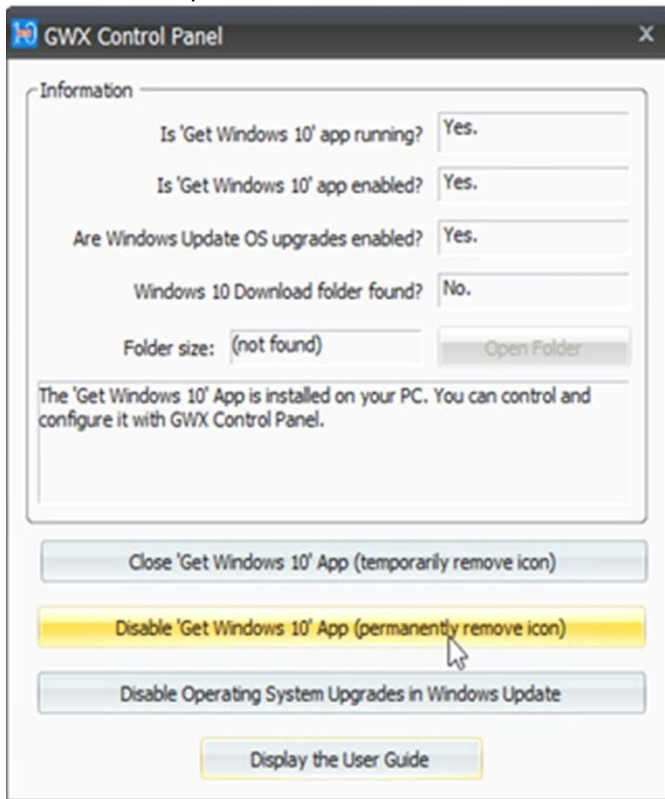 GWX Control Panel
x
Information
Is 'Get Windows 10' app running? Yes.
Is 'Get Windows 10' app enabled? Yes.
Are Windows Update OS upgrades enabled? Yes.
Windows 10 Download folder found? No.
Folder size: (not found) Open Folder
The 'Get Windows 10' App is installed on your PC. You can control and
configure it with GWX Control Panel.
Close 'Get Windows 10' App (temporarily remove icon)
Disable 'Get Windows 10' App (permanently remove icon)
Disable Operating System Upgrades in Windows Update
Display the User Guide